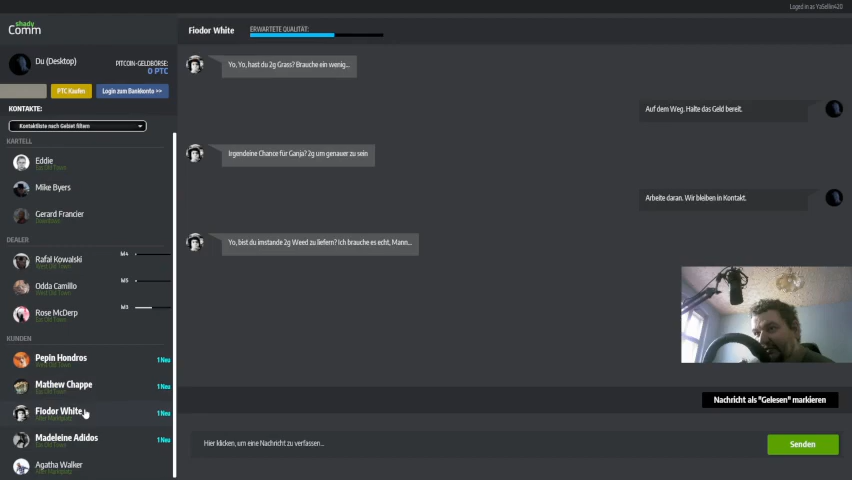 Loged in as YaSellin420
shady
Comm
Du (Desktop)
PITCOIN-GELDBÖRSE:
0 PTC
PTC Kaufen
Login zum Bankkonto >>
KONTAKTE:
Kontaktliste nach Gebiet filtern
KARTELL
Eddie
Mike Byers
Gerard Francier
DEALER
Rafał Kowalski
Odda Camillo
Rose McDerp
KUNDEN
Pepin Hondros
1 Neu
Mathew Chappe
1 Neu
Fiodor White
1 Neu
Madeleine Adidos
1 Neu
Agatha Walker
Fiodor White
ERWARTETE QUALITÄT:
Yo, Yo, hast du 2g Grass? Brauche ein wenig...
Auf dem Weg. Halte das Geld bereit.
Irgendeine Chance für Ganja? 2g um genauer zu sein
Arbeite daran. Wir bleiben in Kontakt.
Yo, bist du imstande 2g Weed zu liefern? Ich brauche es echt, Mann...
Nachricht als "Gelesen" markieren
Hier klicken, um eine Nachricht zu verfassen...
Senden